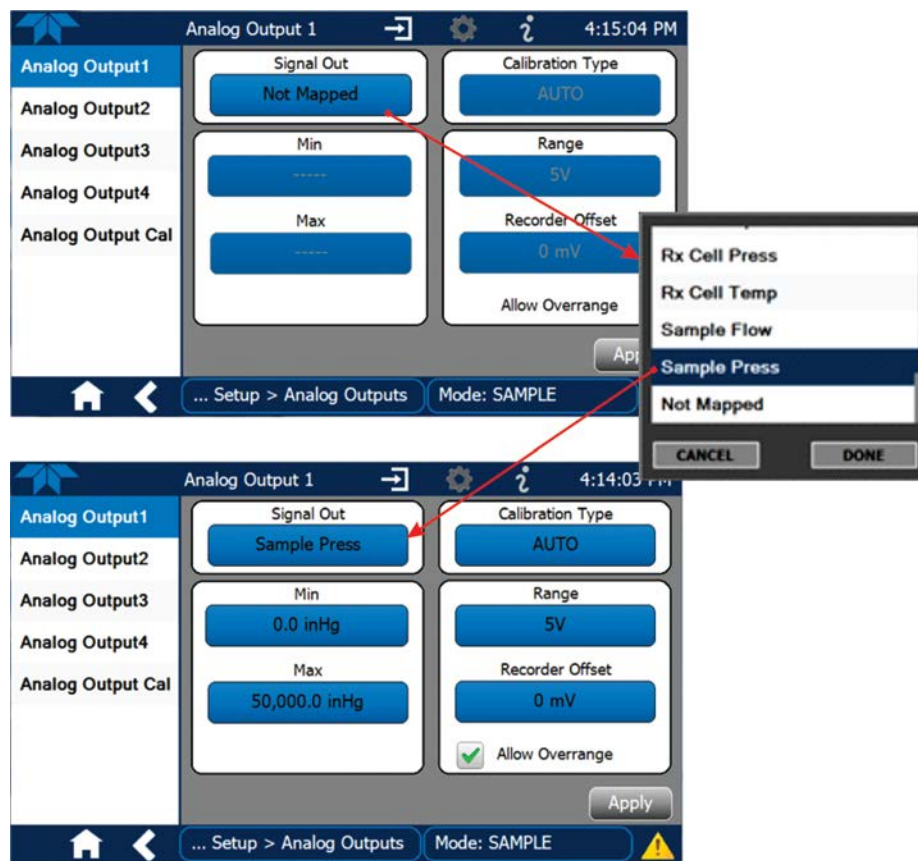 Analog Output 1
4:15:04 PM
Analog Output1
Analog Output2
Analog Output3
Analog Output4
Analog Output Cal
Signal Out
Not Mapped
Calibration Type
AUTO
Min
-----
Max
-----
Range
5V
Recorder Offset
0 mV
Allow Overrange
... Setup > Analog Outputs
Mode: SAMPLE
Rx Cell Press
Rx Cell Temp
Sample Flow
Sample Press
Not Mapped
CANCEL
DONE
Analog Output 1
4:14:03
Analog Output1
Analog Output2
Analog Output3
Analog Output4
Analog Output Cal
Signal Out
Sample Press
Calibration Type
AUTO
Min
0.0 inHg
Max
50,000.0 inHg
Range
5V
Recorder Offset
0 mV
Allow Overrange
Apply
... Setup > Analog Outputs
Mode: SAMPLE